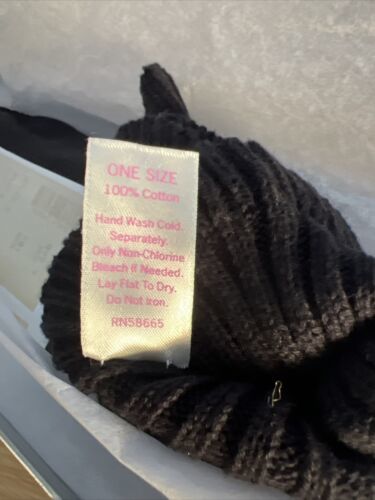 ONE SIZE
100% Cotton
Hand Wash Cold.
Separately.
Only Non-Chlorine
Bleach if Needed.
Lay Flat To Dry.
Do Not Iron.
RN58665